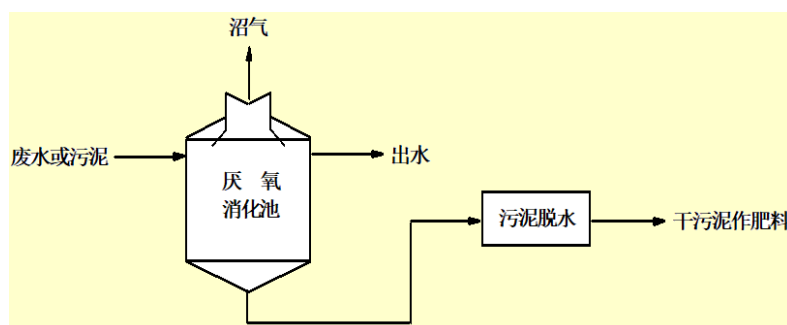 沼气
废水或污泥
出水
厌 氧
消化池
污泥脱水
干污泥作肥料